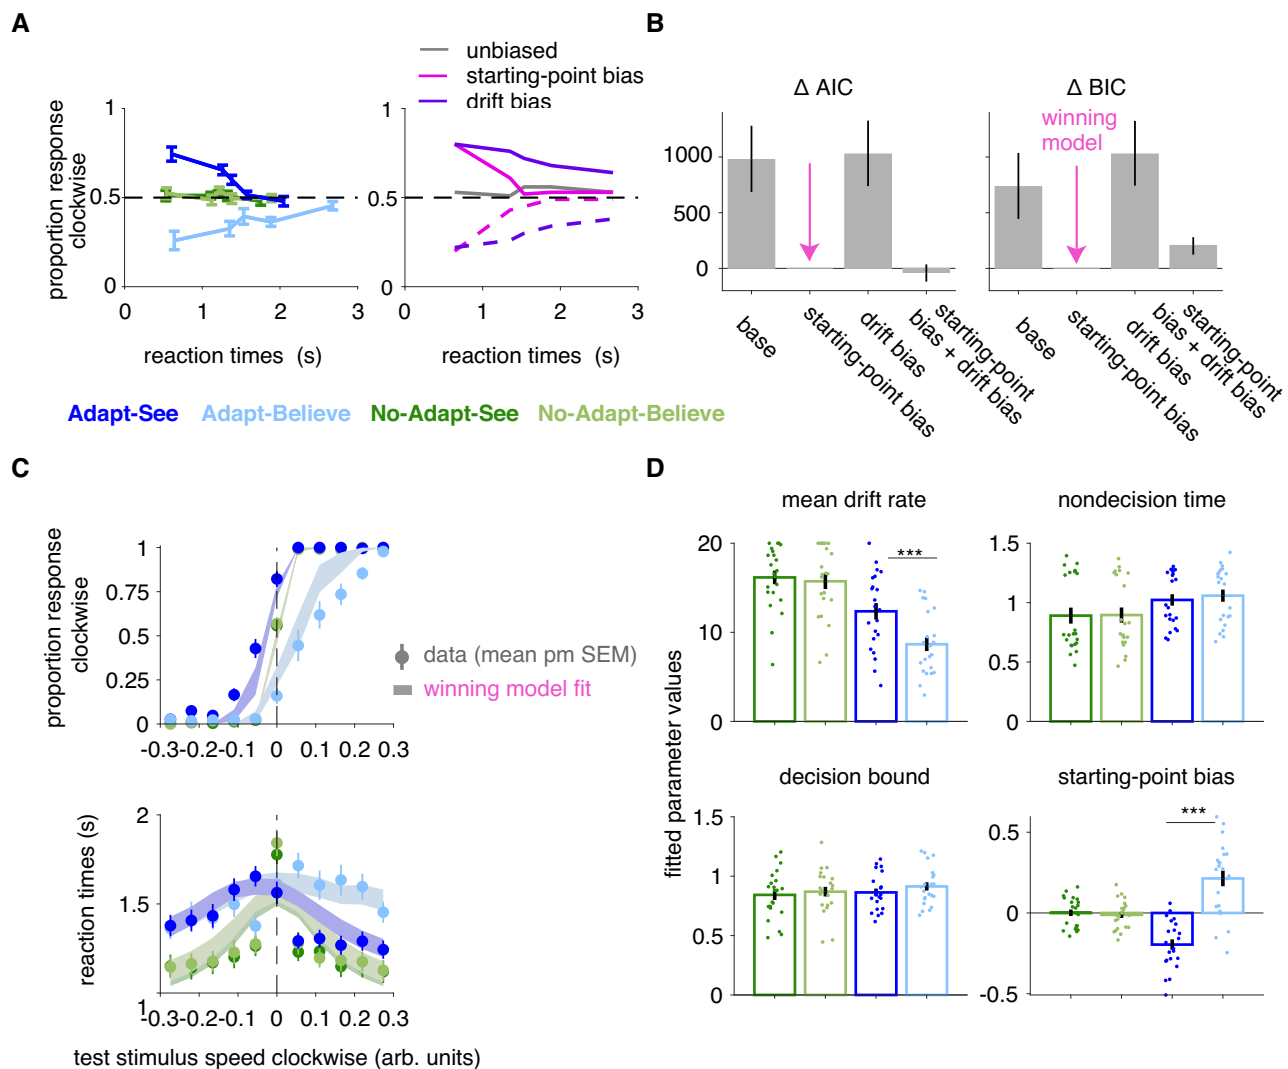 A
B
unbiased
starting-point bias
drift bias
Δ AIC
Δ BIC
winning
model
proportion response
clockwise
1
0.5
0
0
1
2
3
reaction times (s)
1
0.5
0
0
1
2
3
reaction times (s)
1000
500
0
base
starting-point bias
drift bias
starting-point
bias + drift bias
base
starting-point bias
drift bias
starting-point
bias + drift bias
Adapt-See Adapt-Believe No-Adapt-See No-Adapt-Believe
C
D
proportion response
clockwise
1
0.75
0.5
0.25
0
-0.3 -0.2 -0.1 0 0.1 0.2 0.3
data (mean pm SEM)
winning model fit
reaction times (s)
2
1.5
1
-0.3 -0.2 -0.1 0 0.1 0.2 0.3
test stimulus speed clockwise (arb. units)
fitted parameter values
mean drift rate
20
10
0
***
nondecision time
1.5
1
0.5
0
decision bound
1.5
1
0.5
0
starting-point bias
0.5
0
-0.5
***